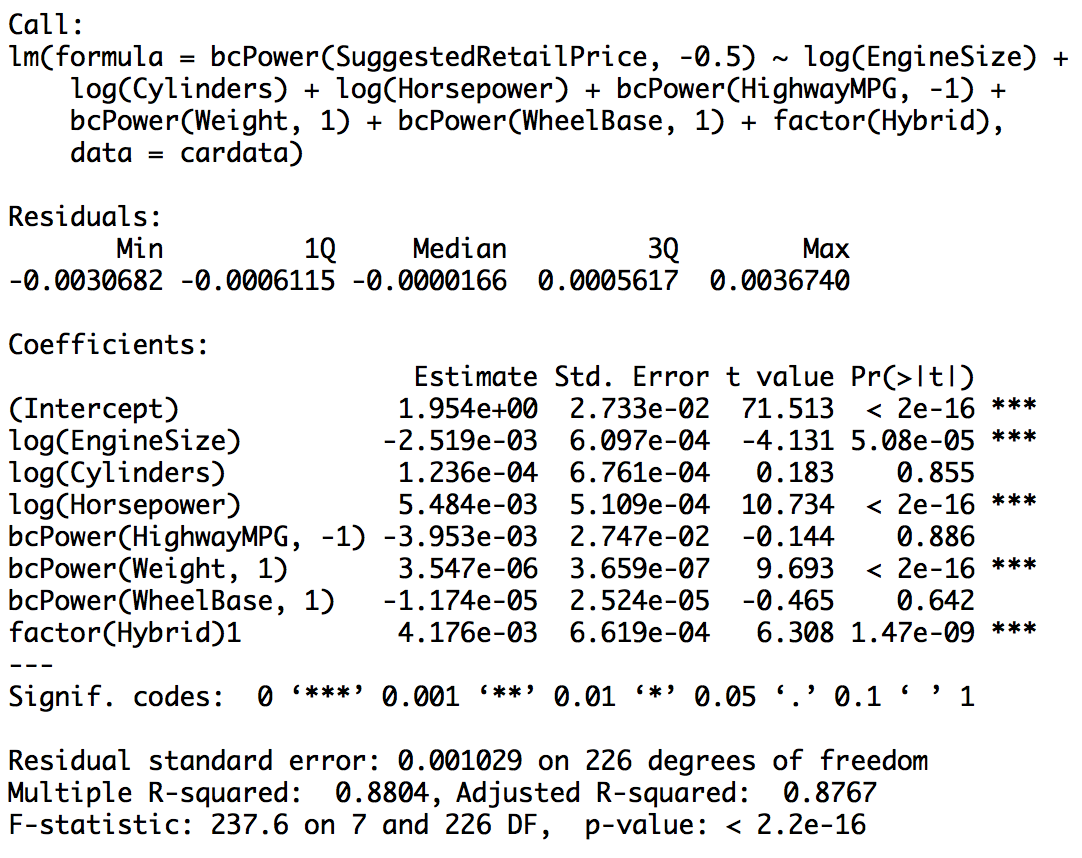 Call:
lm(formula = bcPower(SuggestedRetailPrice, -0.5) ~ log(EngineSize) +
    log(Cylinders) + log(Horsepower) + bcPower(HighwayMPG, -1) +
    bcPower(Weight, 1) + bcPower(WheelBase, 1) + factor(Hybrid),
    data = cardata)

Residuals:
       Min         1Q     Median         3Q        Max
-0.0030682 -0.0006115 -0.0000166  0.0005617  0.0036740

Coefficients:
                          Estimate Std. Error t value Pr(>|t|)
(Intercept)              1.954e+00  2.733e-02  71.513  < 2e-16 ***
log(EngineSize)         -2.519e-03  6.097e-04  -4.131 5.08e-05 ***
log(Cylinders)           1.236e-04  6.761e-04   0.183    0.855
log(Horsepower)          5.484e-03  5.109e-04  10.734  < 2e-16 ***
bcPower(HighwayMPG, -1) -3.953e-03  2.747e-02  -0.144    0.886
bcPower(Weight, 1)       3.547e-06  3.659e-07   9.693  < 2e-16 ***
bcPower(WheelBase, 1)   -1.174e-05  2.524e-05  -0.465    0.642
factor(Hybrid)1          4.176e-03  6.619e-04   6.308 1.47e-09 ***
---
Signif. codes:  0 ‘***’ 0.001 ‘**’ 0.01 ‘*’ 0.05 ‘.’ 0.1 ‘ ’ 1

Residual standard error: 0.001029 on 226 degrees of freedom
Multiple R-squared:  0.8804, Adjusted R-squared:  0.8767
F-statistic: 237.6 on 7 and 226 DF,  p-value: < 2.2e-16